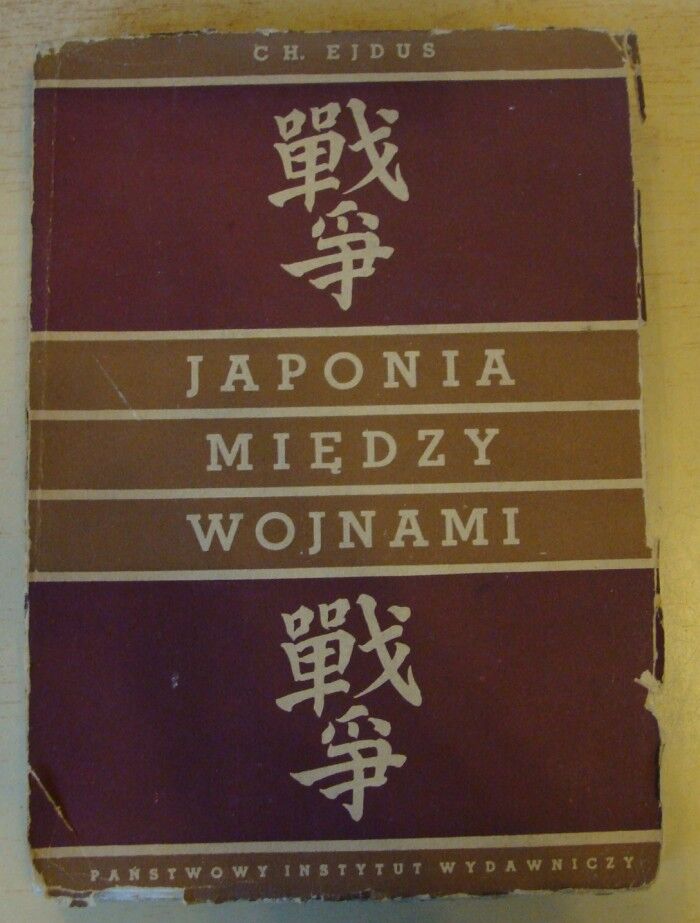 CH. EJDUS
戰
爭
JAPONIA
MIĘDZY
WOJNAMI
戰
爭
PAŃSTWOWY INSTYTUT WYDAWNICZY